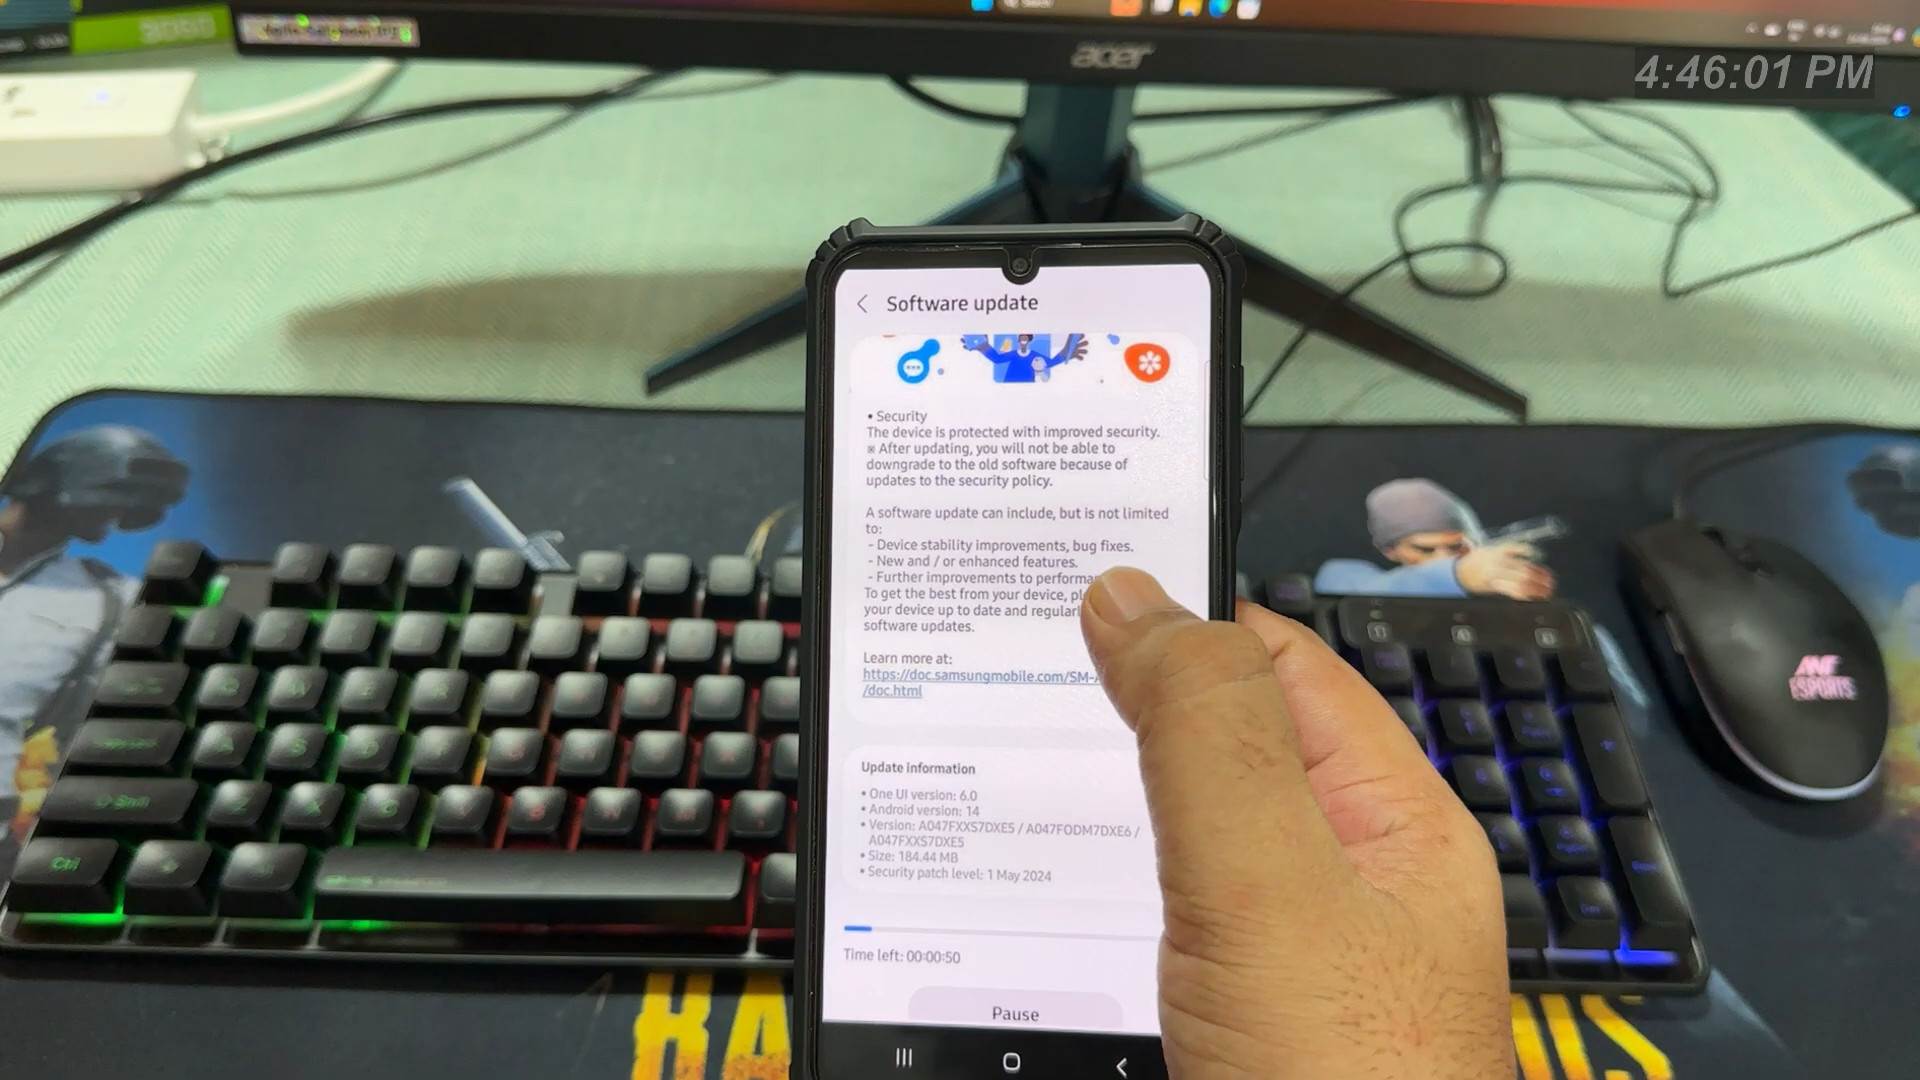 3060
acer
4:46:01 PM
Software update
• Security
The device is protected with improved security.
※ After updating, you will not be able to
downgrade to the old software because of
updates to the security policy.
A software update can include, but is not limited
to:
- Device stability improvements, bug fixes.
- New and / or enhanced features.
- Further improvements to
To get the best from your device,
your device up to date and
software updates.
Learn more at:
https://doc.samsungmobile.com/SM-A
/doc.html
Update information
• One UI version: 6.0
• Android version: 14
• Version: A047FXXS7DXE5 / A047FODM7DXE6 /
A047FXXS7DXE5
• Size: 184.44 MB
• Security patch level: 1 May 2024
Time left: 00:00:50
Pause
ANT
ESPORTS
Ctrl
Shift